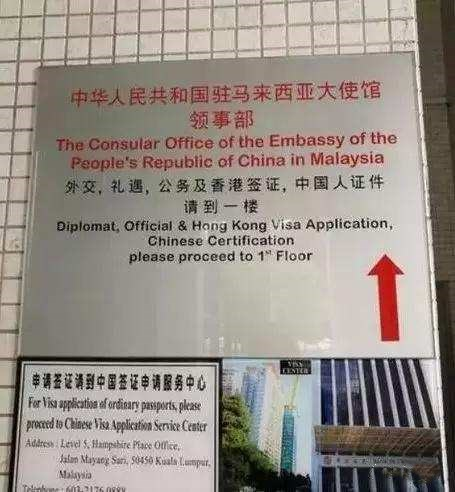 中华人民共和国驻马来西亚大使馆
领事部
The Consular Office of the Embassy of the
People's Republic of China in Malaysia
外交, 礼遇, 公务及香港签证, 中国人证件
请到一楼
Diplomat, Official & Hong Kong Visa Application,
Chinese Certification
please proceed to 1st Floor
申请签证请到中国签证申请服务中心
For Visa application of ordinary passports, please
proceed to Chinese Visa Application Service Center
Address : Level 5, Hampshire Place Office,
Jalan Mayang Sari, 50450 Kuala Lumpur,
Malaysia
Telephone : 603-2176 0888
VISA
CENTER